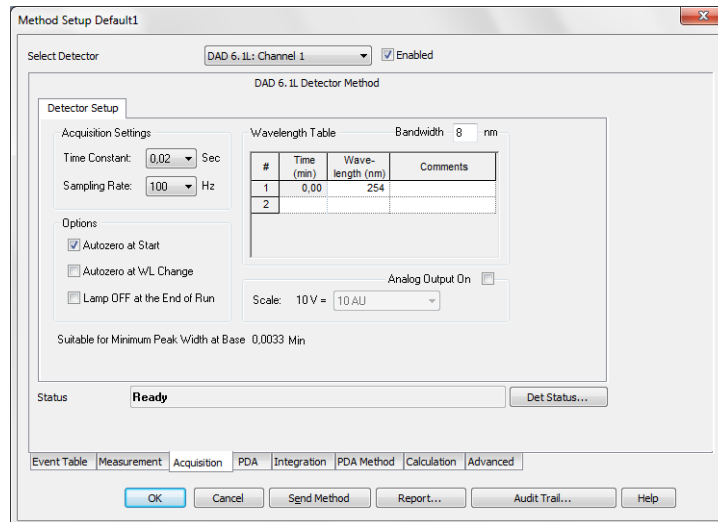 Method Setup Default1
Select Detector DAD 6.1L: Channel 1 Enabled
DAD 6.1L Detector Method
Detector Setup
Acquisition Settings
Time Constant: 0,02 Sec
Sampling Rate: 100 Hz
Options
Autozero at Start
Autozero at WL Change
Lamp OFF at the End of Run
Wavelength Table Bandwidth 8 nm
# Time (min) Wave-length (nm) Comments
1 0,00 254
2
Analog Output On
Scale: 10 V = 10 AU
Suitable for Minimum Peak Width at Base 0,0033 Min
Status Ready Det Status...
Event Table Measurement Acquisition PDA Integration PDA Method Calculation Advanced
OK Cancel Send Method Report... Audit Trail... Help